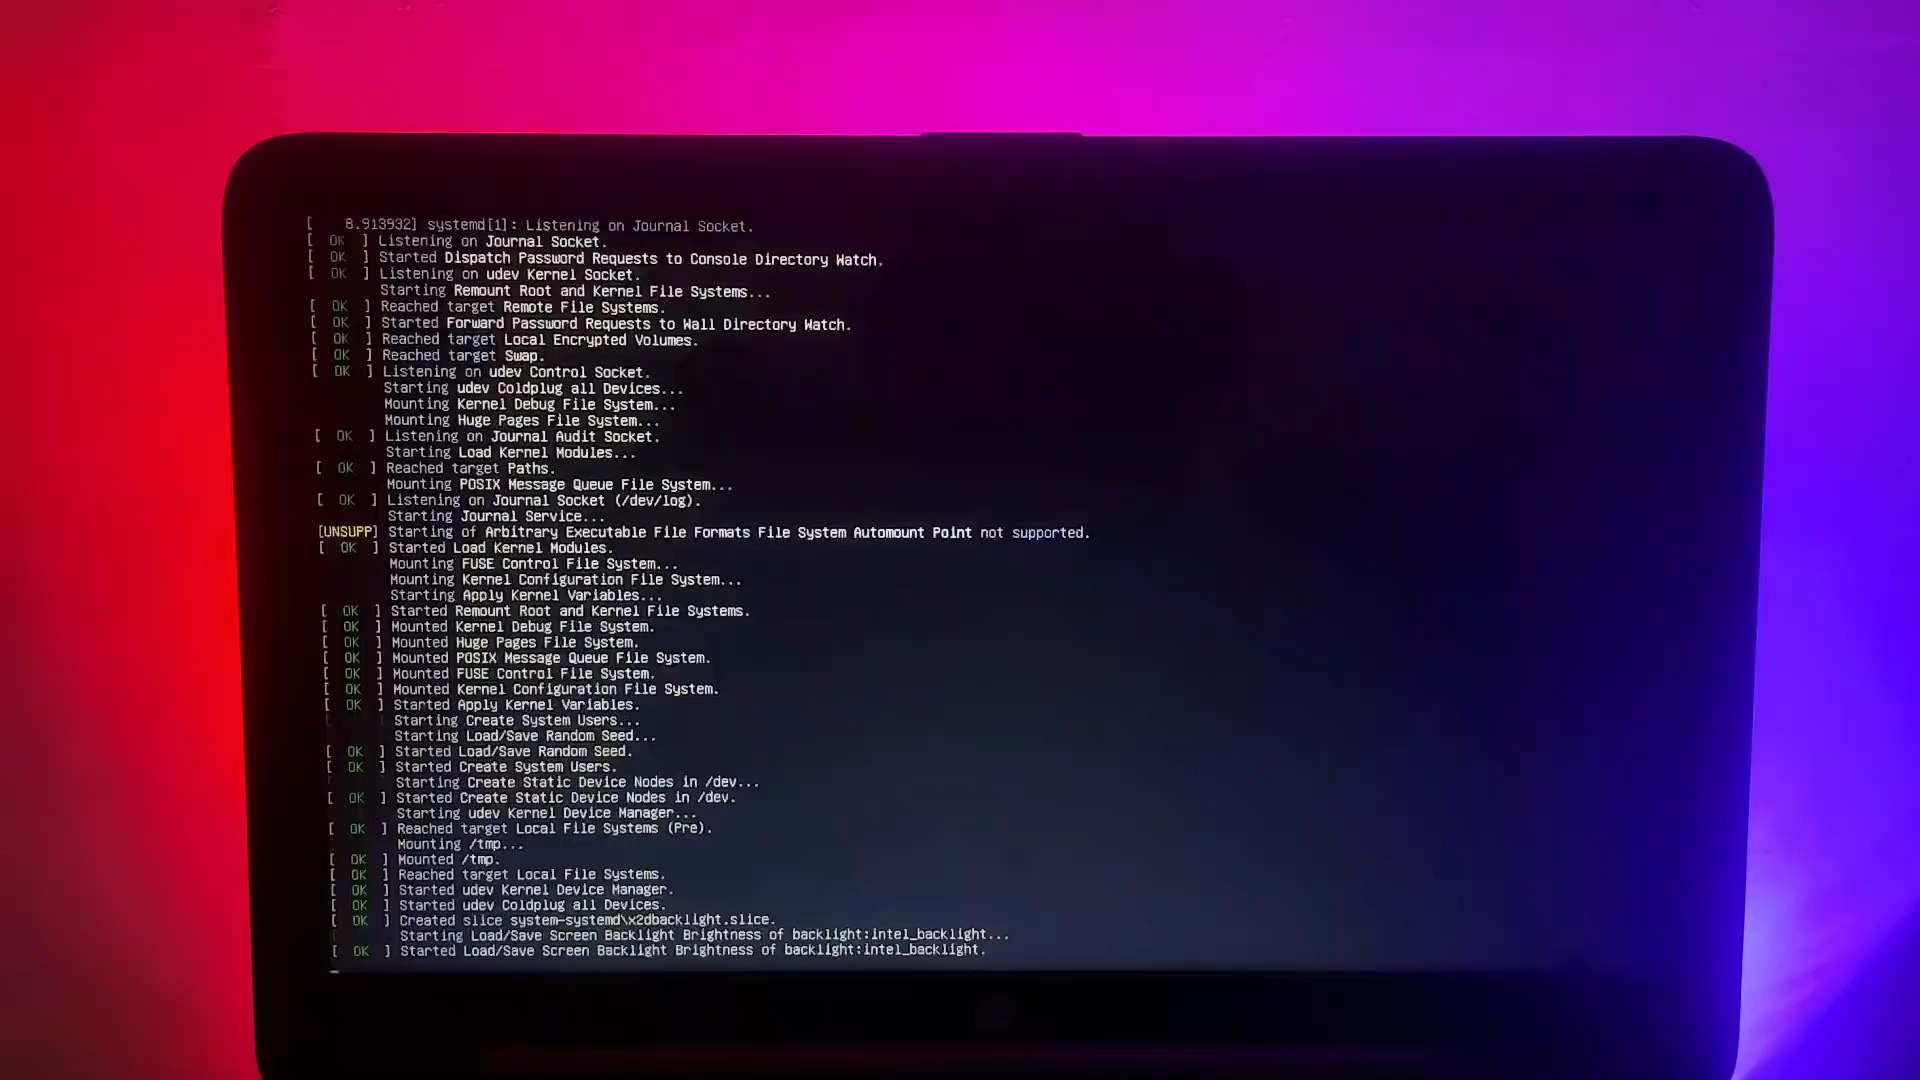 [    8.913932] systemd[1]: Listening on Journal Socket.
[  OK  ] Listening on Journal Socket.
[  OK  ] Started Dispatch Password Requests to Console Directory Watch.
[  OK  ] Listening on udev Kernel Socket.
Starting Remount Root and Kernel File Systems...
[  OK  ] Reached target Remote File Systems.
[  OK  ] Started Forward Password Requests to Wall Directory Watch.
[  OK  ] Reached target Local Encrypted Volumes.
[  OK  ] Reached target Swap.
[  OK  ] Listening on udev Control Socket.
Starting udev Coldplug all Devices...
Mounting Kernel Debug File System...
Mounting Huge Pages File System...
[  OK  ] Listening on Journal Audit Socket.
Starting Load Kernel Modules...
[  OK  ] Reached target Paths.
Mounting POSIX Message Queue File System...
[  OK  ] Listening on Journal Socket (/dev/log).
Starting Journal Service...
[UNSUPP] Starting of Arbitrary Executable File Formats File System Automount Point not supported.
[  OK  ] Started Load Kernel Modules.
Mounting FUSE Control File System...
Mounting Kernel Configuration File System...
Starting Apply Kernel Variables...
[  OK  ] Started Remount Root and Kernel File Systems.
[  OK  ] Mounted Kernel Debug File System.
[  OK  ] Mounted Huge Pages File System.
[  OK  ] Mounted POSIX Message Queue File System.
[  OK  ] Mounted FUSE Control File System.
[  OK  ] Mounted Kernel Configuration File System.
[  OK  ] Started Apply Kernel Variables.
Starting Create System Users...
Starting Load/Save Random Seed...
[  OK  ] Started Load/Save Random Seed.
[  OK  ] Started Create System Users.
Starting Create Static Device Nodes in /dev...
[  OK  ] Started Create Static Device Nodes in /dev.
Starting udev Kernel Device Manager...
[  OK  ] Reached target Local File Systems (Pre).
Mounting /tmp...
[  OK  ] Mounted /tmp.
[  OK  ] Reached target Local File Systems.
[  OK  ] Started udev Kernel Device Manager.
[  OK  ] Started udev Coldplug all Devices.
[  OK  ] Created slice system-systemd\x2dbacklight.slice.
Starting Load/Save Screen Backlight Brightness of backlight:intel_backlight...
[  OK  ] Started Load/Save Screen Backlight Brightness of backlight:intel_backlight.